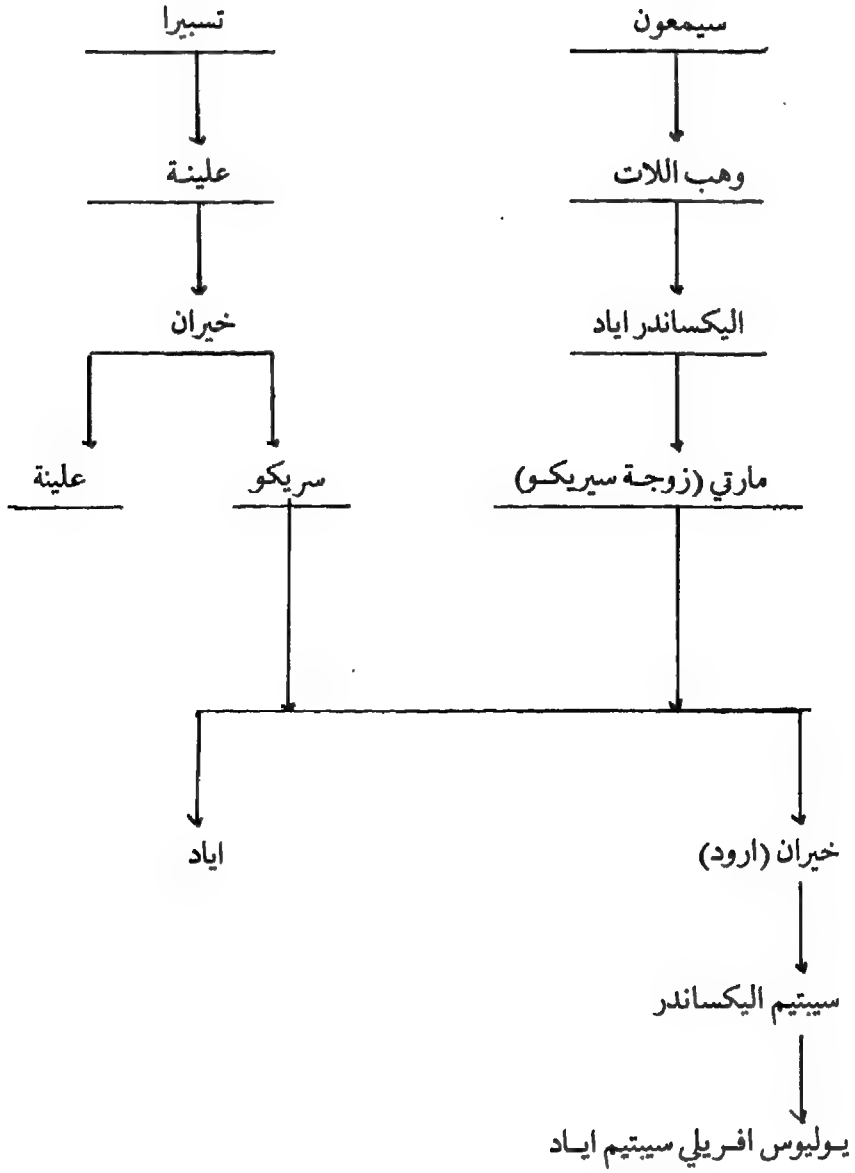 سيمعون
تسبيرا
وهب اللات
علينة
اليكساندر اياد
خيران
مارتي (زوجة سيريكو)
سريكو
علينة
خيران (ارود)
اياد
سيبتيم اليكساندر
يوليوس افريلي سيبتيم اياد